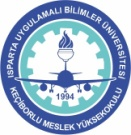 ISPARTA UYGULAMALI BİLİMLER ÜNİVERSİTESİ
1994
KEÇİBORLU MESLEK YÜKSEKOKULU